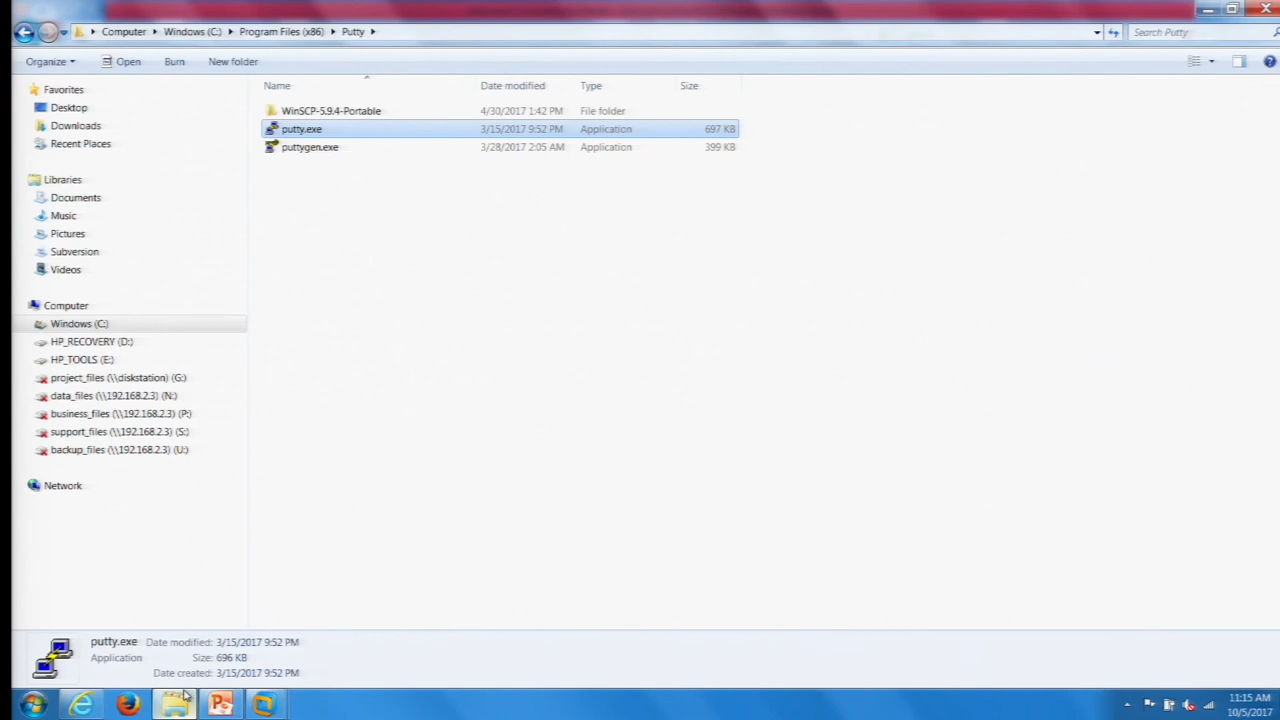 Computer Windows (C:) Program Files (x86) Putty
Search Putty
Organize Open Burn New folder
Name Date modified Type Size
WinSCP-5.9.4-Portable 4/30/2017 1:42 PM File folder
putty.exe 3/15/2017 9:52 PM Application 697 KB
puttygen.exe 3/28/2017 2:05 AM Application 399 KB
Favorites
Desktop
Downloads
Recent Places
Libraries
Documents
Music
Pictures
Subversion
Videos
Computer
Windows (C:)
HP_RECOVERY (D:)
HP_TOOLS (E:)
project_files (\\diskstation) (G:)
data_files (\\192.168.2.3) (N:)
business_files (\\192.168.2.3) (P:)
support_files (\\192.168.2.3) (S:)
backup_files (\\192.168.2.3) (U:)
Network
putty.exe Date modified: 3/15/2017 9:52 PM
Application Size: 696 KB
Date created: 3/15/2017 9:52 PM
11:15 AM
10/5/2017